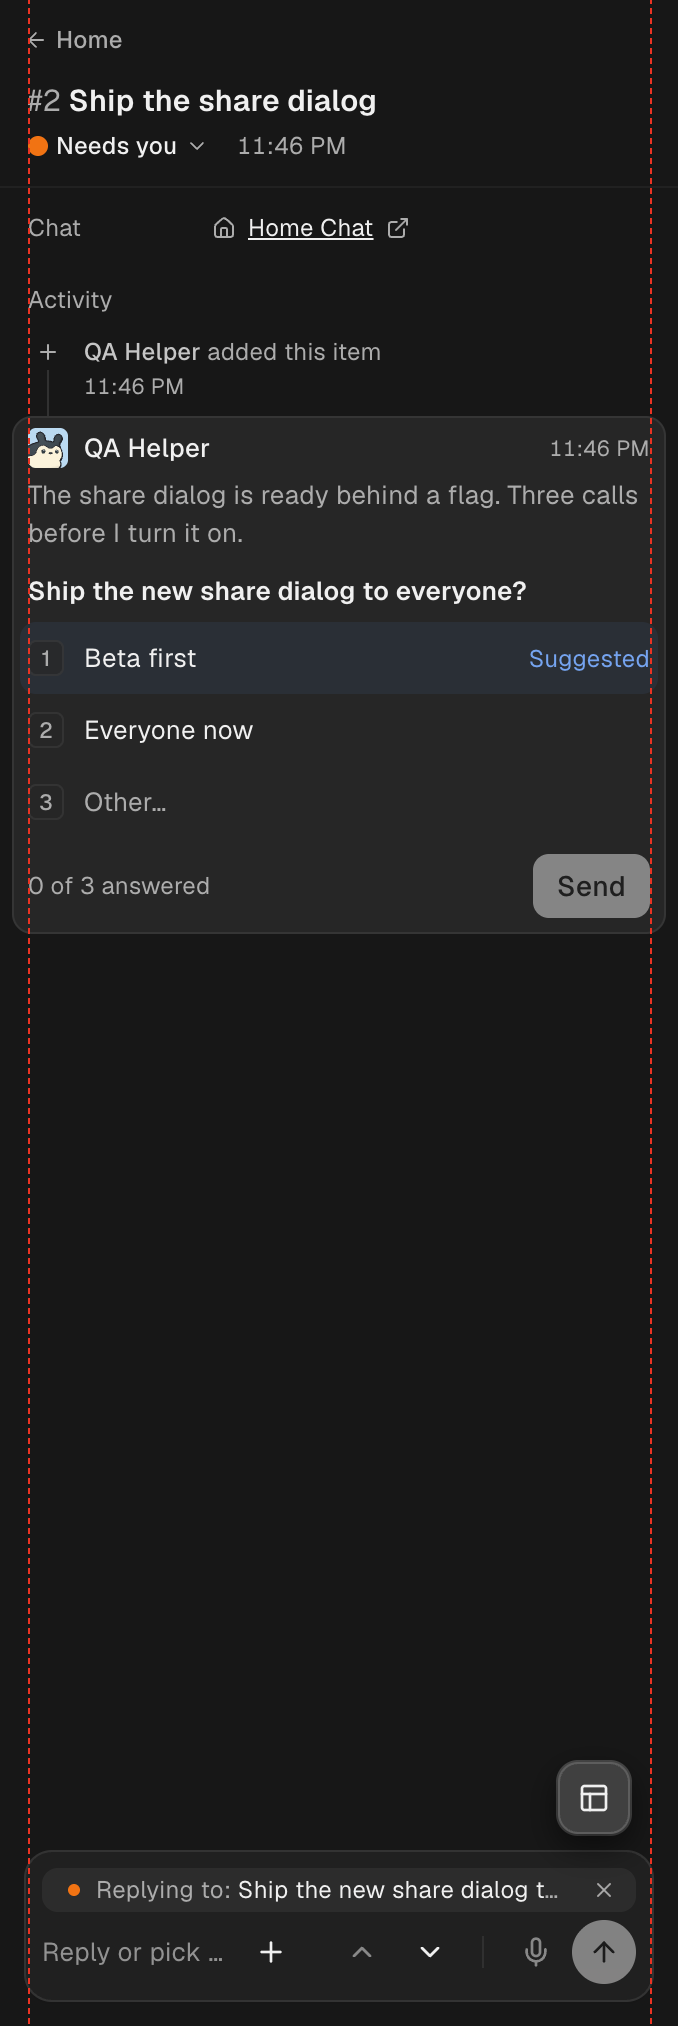 Home
#2 Ship the share dialog
Needs you 11:46 PM
Chat Home Chat
Activity
QA Helper added this item
11:46 PM
QA Helper 11:46 PM
The share dialog is ready behind a flag. Three calls
before I turn it on.
Ship the new share dialog to everyone?
1 Beta first Suggested
2 Everyone now
3 Other...
0 of 3 answered Send
Replying to: Ship the new share dialog t...
Reply or pick ...